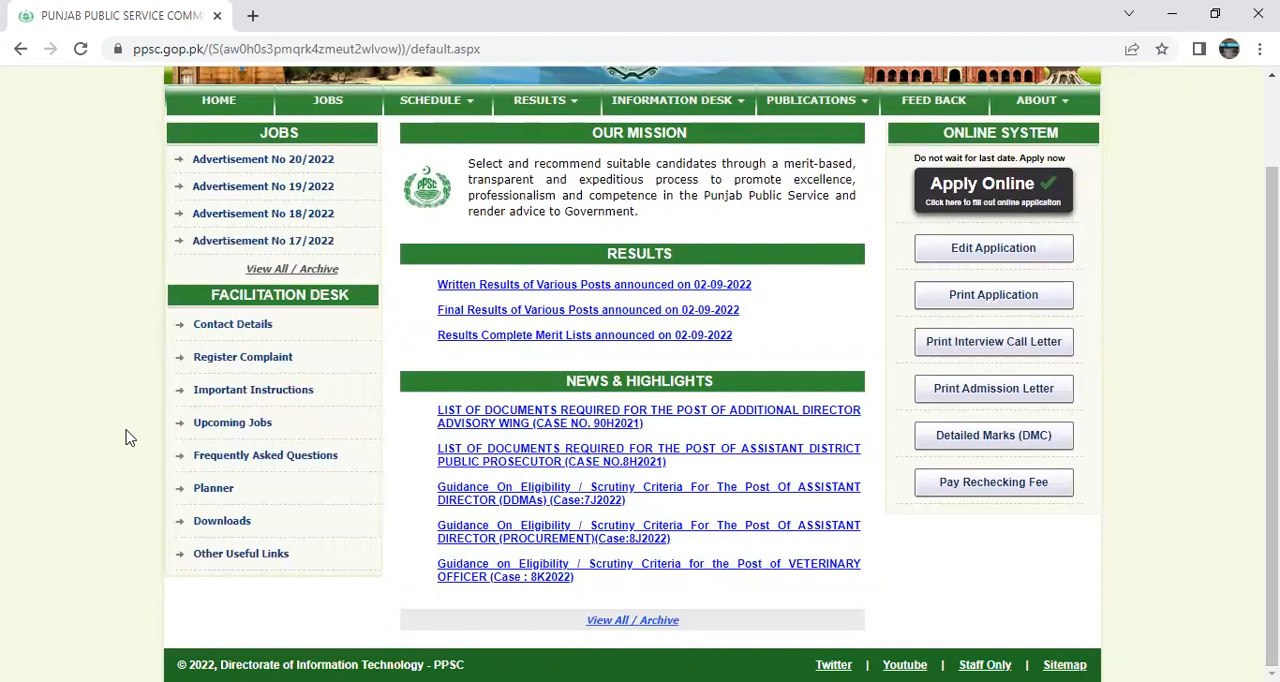 PUNJAB PUBLIC SERVICE COMM
ppsc.gop.pk/(S(aw0h0s3pmqrk4zmeut2wlvow))/default.aspx
HOME
JOBS
SCHEDULE
RESULTS
INFORMATION DESK
PUBLICATIONS
FEED BACK
ABOUT
JOBS
Advertisement No 20/2022
Advertisement No 19/2022
Advertisement No 18/2022
Advertisement No 17/2022
View All / Archive
FACILITATION DESK
Contact Details
Register Complaint
Important Instructions
Upcoming Jobs
Frequently Asked Questions
Planner
Downloads
Other Useful Links
OUR MISSION
PPSC
Select and recommend suitable candidates through a merit-based,
transparent and expeditious process to promote excellence,
professionalism and competence in the Punjab Public Service and
render advice to Government.
RESULTS
Written Results of Various Posts announced on 02-09-2022
Final Results of Various Posts announced on 02-09-2022
Results Complete Merit Lists announced on 02-09-2022
NEWS & HIGHLIGHTS
LIST OF DOCUMENTS REQUIRED FOR THE POST OF ADDITIONAL DIRECTOR
ADVISORY WING (CASE NO. 90H2021)
LIST OF DOCUMENTS REQUIRED FOR THE POST OF ASSISTANT DISTRICT
PUBLIC PROSECUTOR (CASE NO.8H2021)
Guidance On Eligibility / Scrutiny Criteria For The Post Of ASSISTANT
DIRECTOR (DDMAs) (Case:7J2022)
Guidance On Eligibility / Scrutiny Criteria For The Post Of ASSISTANT
DIRECTOR (PROCUREMENT)(Case:8J2022)
Guidance on Eligibility / Scrutiny Criteria for the Post of VETERINARY
OFFICER (Case : 8K2022)
View All / Archive
ONLINE SYSTEM
Do not wait for last date. Apply now
Apply Online
Click here to fill out online application
Edit Application
Print Application
Print Interview Call Letter
Print Admission Letter
Detailed Marks (DMC)
Pay Rechecking Fee
© 2022, Directorate of Information Technology - PPSC
Twitter | Youtube | Staff Only | Sitemap